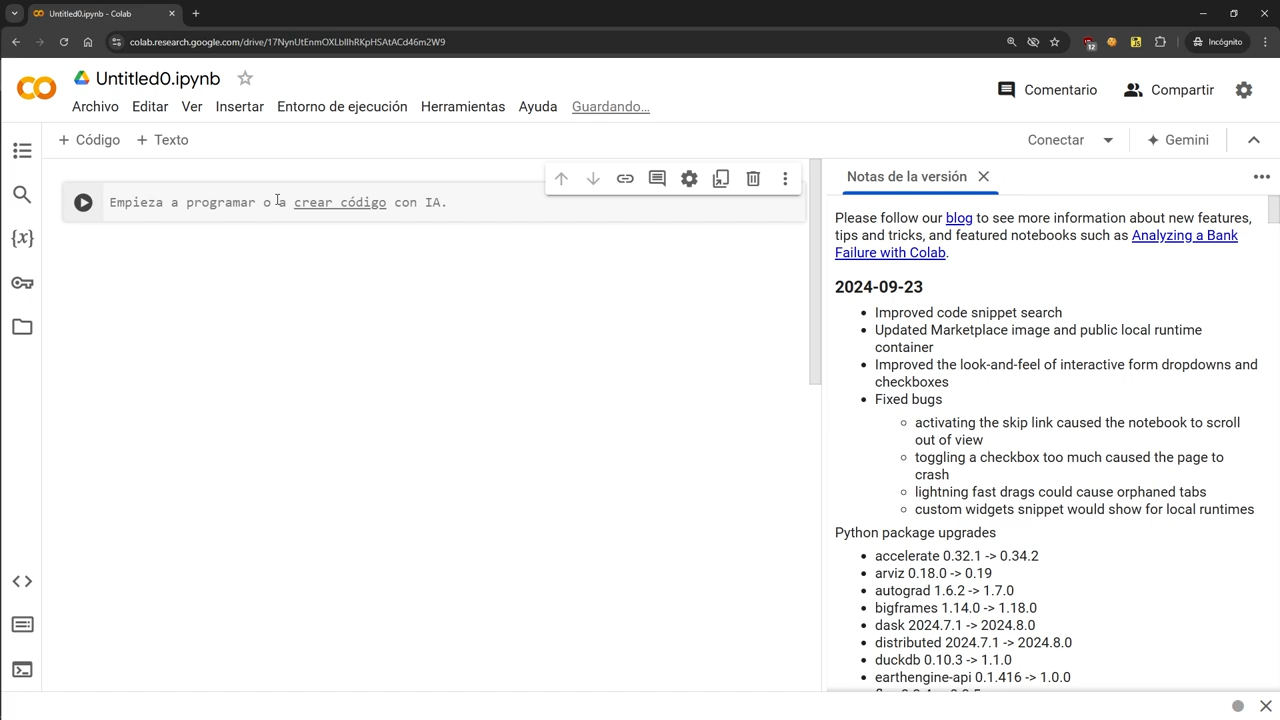 Untitled0.ipynb - Colab
colab.research.google.com/drive/17NynUtEnmOXLblIhRKpHSAtACd46m2W9
12
Incógnito
Untitled0.ipynb
Archivo Editar Ver Insertar Entorno de ejecución Herramientas Ayuda Guardando...
Comentario Compartir
+ Código + Texto
Conectar Gemini
Empieza a programar o a crear código con IA.
Notas de la versión
Please follow our blog to see more information about new features,
tips and tricks, and featured notebooks such as Analyzing a Bank
Failure with Colab.
2024-09-23
Improved code snippet search
Updated Marketplace image and public local runtime
container
Improved the look-and-feel of interactive form dropdowns and
checkboxes
Fixed bugs
activating the skip link caused the notebook to scroll
out of view
toggling a checkbox too much caused the page to
crash
lightning fast drags could cause orphaned tabs
custom widgets snippet would show for local runtimes
Python package upgrades
accelerate 0.32.1 -> 0.34.2
arviz 0.18.0 -> 0.19
autograd 1.6.2 -> 1.7.0
bigframes 1.14.0 -> 1.18.0
dask 2024.7.1 -> 2024.8.0
distributed 2024.7.1 -> 2024.8.0
duckdb 0.10.3 -> 1.1.0
earthengine-api 0.1.416 -> 1.0.0